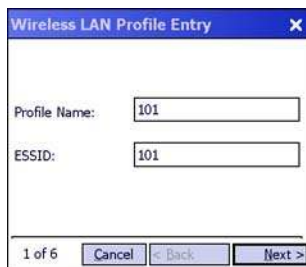 Wireless LAN Profile Entry X
Profile Name: 101
ESSID: 101
1 of 6 Cancel < Back Next >